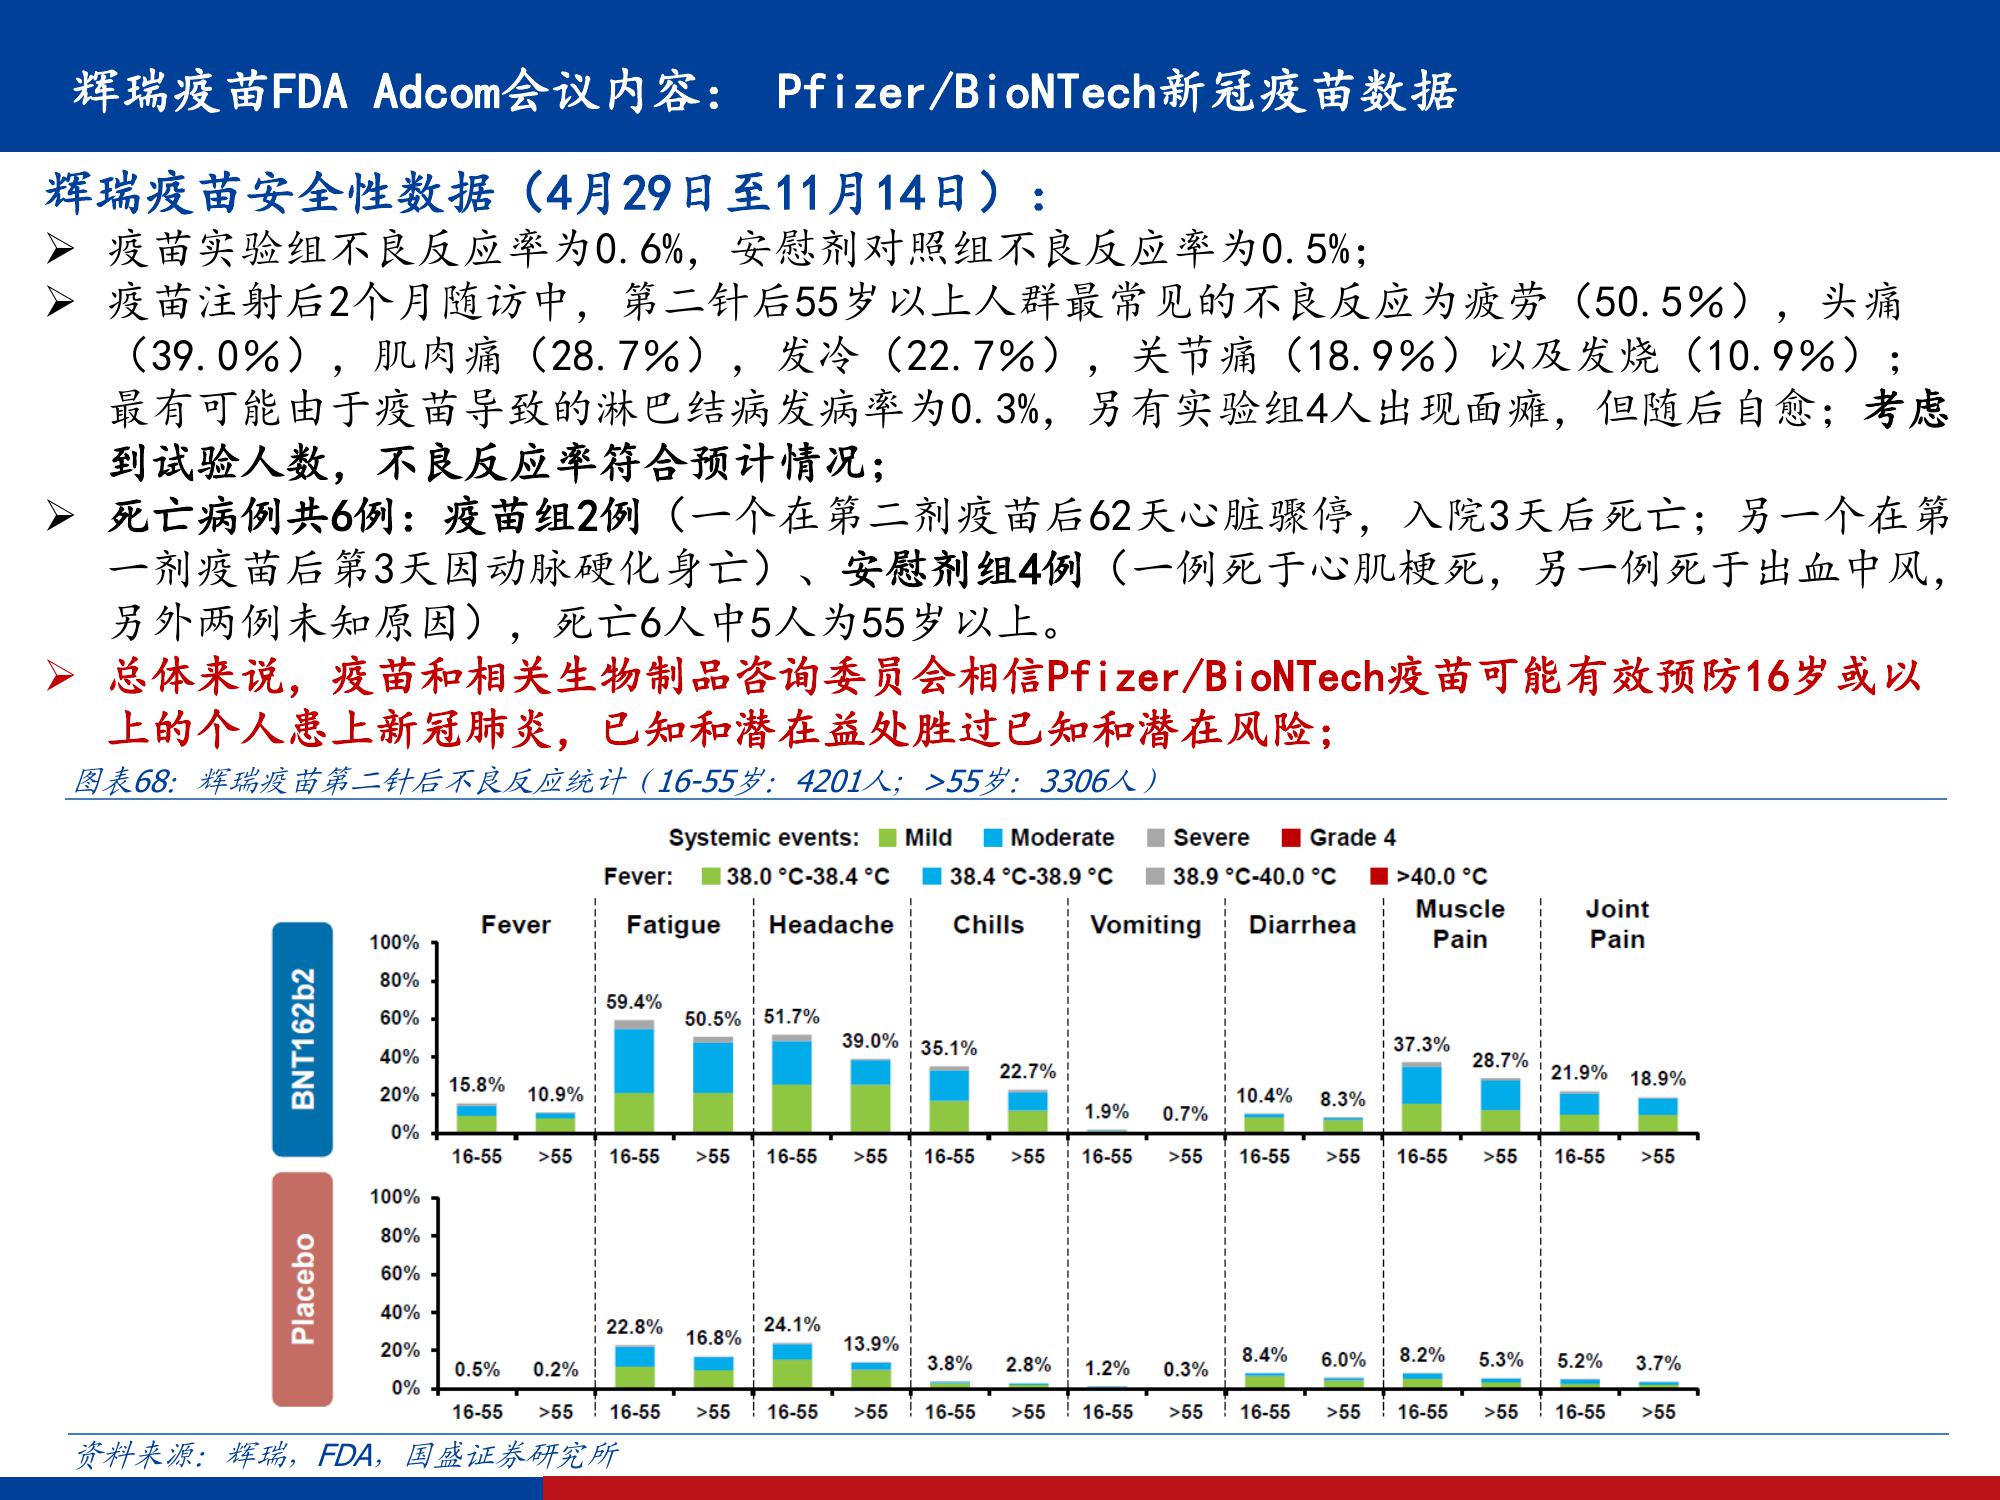 辉瑞疫苗FDA Adcom会议内容： Pfizer/BioNTech新冠疫苗数据
辉瑞疫苗安全性数据（4月29日至11月14日）：
➢ 疫苗实验组不良反应率为0.6%，安慰剂对照组不良反应率为0.5%；
➢ 疫苗注射后2个月随访中，第二针后55岁以上人群最常见的不良反应为疲劳（50.5％），头痛
（39.0％），肌肉痛（28.7％），发冷（22.7％），关节痛（18.9％）以及发烧（10.9％）；
最有可能由于疫苗导致的淋巴结病发病率为0.3%，另有实验组4人出现面瘫，但随后自愈；考虑
到试验人数，不良反应率符合预计情况；
➢ 死亡病例共6例：疫苗组2例（一个在第二剂疫苗后62天心脏骤停，入院3天后死亡；另一个在第
一剂疫苗后第3天因动脉硬化身亡）、安慰剂组4例（一例死于心肌梗死，另一例死于出血中风，
另外两例未知原因），死亡6人中5人为55岁以上。
➢ 总体来说，疫苗和相关生物制品咨询委员会相信Pfizer/BioNTech疫苗可能有效预防16岁或以
上的个人患上新冠肺炎，已知和潜在益处胜过已知和潜在风险；
图表68：辉瑞疫苗第二针后不良反应统计（16-55岁：4201人；>55岁：3306人）
Systemic events: Mild Moderate Severe Grade 4
Fever: 38.0 °C-38.4 °C 38.4 °C-38.9 °C 38.9 °C-40.0 °C >40.0 °C
Fever Fatigue Headache Chills Vomiting Diarrhea Muscle Pain Joint Pain
BNT162b2
100%
80%
60%
40%
20%
0%
15.8% 10.9% 59.4% 50.5% 51.7% 39.0% 35.1% 22.7% 1.9% 0.7% 10.4% 8.3% 37.3% 28.7% 21.9% 18.9%
16-55 >55 16-55 >55 16-55 >55 16-55 >55 16-55 >55 16-55 >55 16-55 >55 16-55 >55
Placebo
100%
80%
60%
40%
20%
0%
0.5% 0.2% 22.8% 16.8% 24.1% 13.9% 3.8% 2.8% 1.2% 0.3% 8.4% 6.0% 8.2% 5.3% 5.2% 3.7%
16-55 >55 16-55 >55 16-55 >55 16-55 >55 16-55 >55 16-55 >55 16-55 >55 16-55 >55
资料来源：辉瑞，FDA，国盛证券研究所